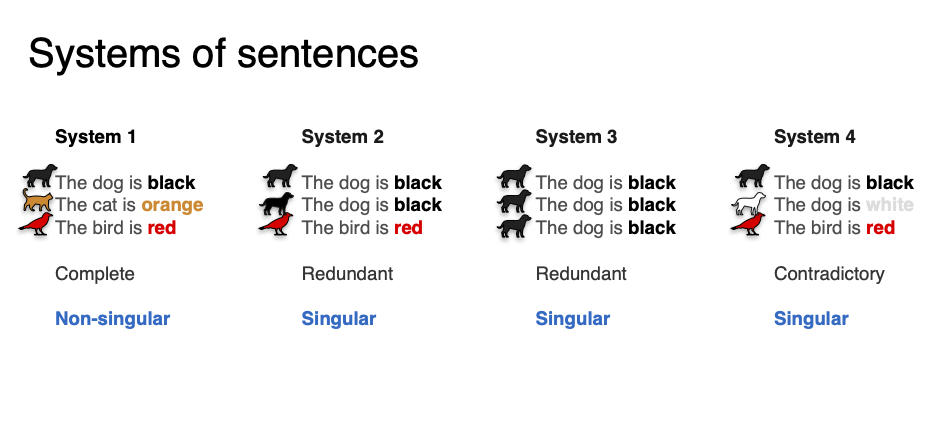 Systems of sentences
System 1
The dog is black
The cat is orange
The bird is red
Complete
Non-singular
System 2
The dog is black
The dog is black
The bird is red
Redundant
Singular
System 3
The dog is black
The dog is black
The dog is black
Redundant
Singular
System 4
The dog is black
The dog is white
The bird is red
Contradictory
Singular